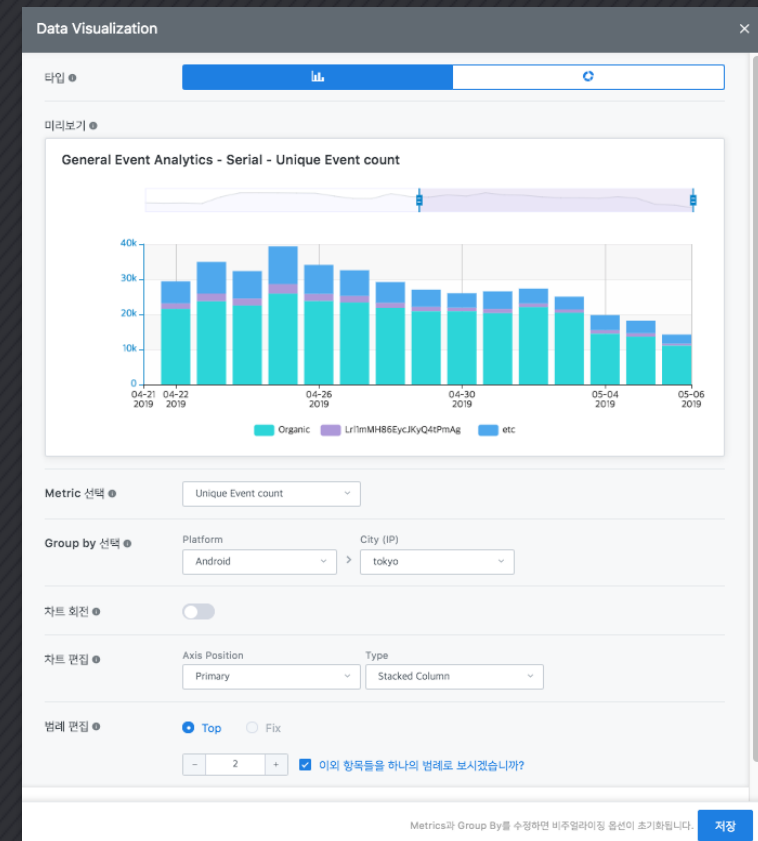 Data Visualization
타입
미리보기
General Event Analytics - Serial - Unique Event count
40k
30k
20k
10k
0
04-21 04-22 04-26 04-30 05-04 05-06
2019 2019 2019 2019 2019 2019
Organic Lrl1mMH86EycJKyQ4tPmAg etc
Metric 선택 Unique Event count
Group by 선택 Platform City (IP)
Android > tokyo
차트 회전
차트 편집 Axis Position Type
Primary Stacked Column
범례 편집 Top Fix
- 2 + 이외 항목들을 하나의 범례로 보시겠습니까?
Metrics과 Group By를 수정하면 비주얼라이징 옵션이 초기화됩니다. 저장